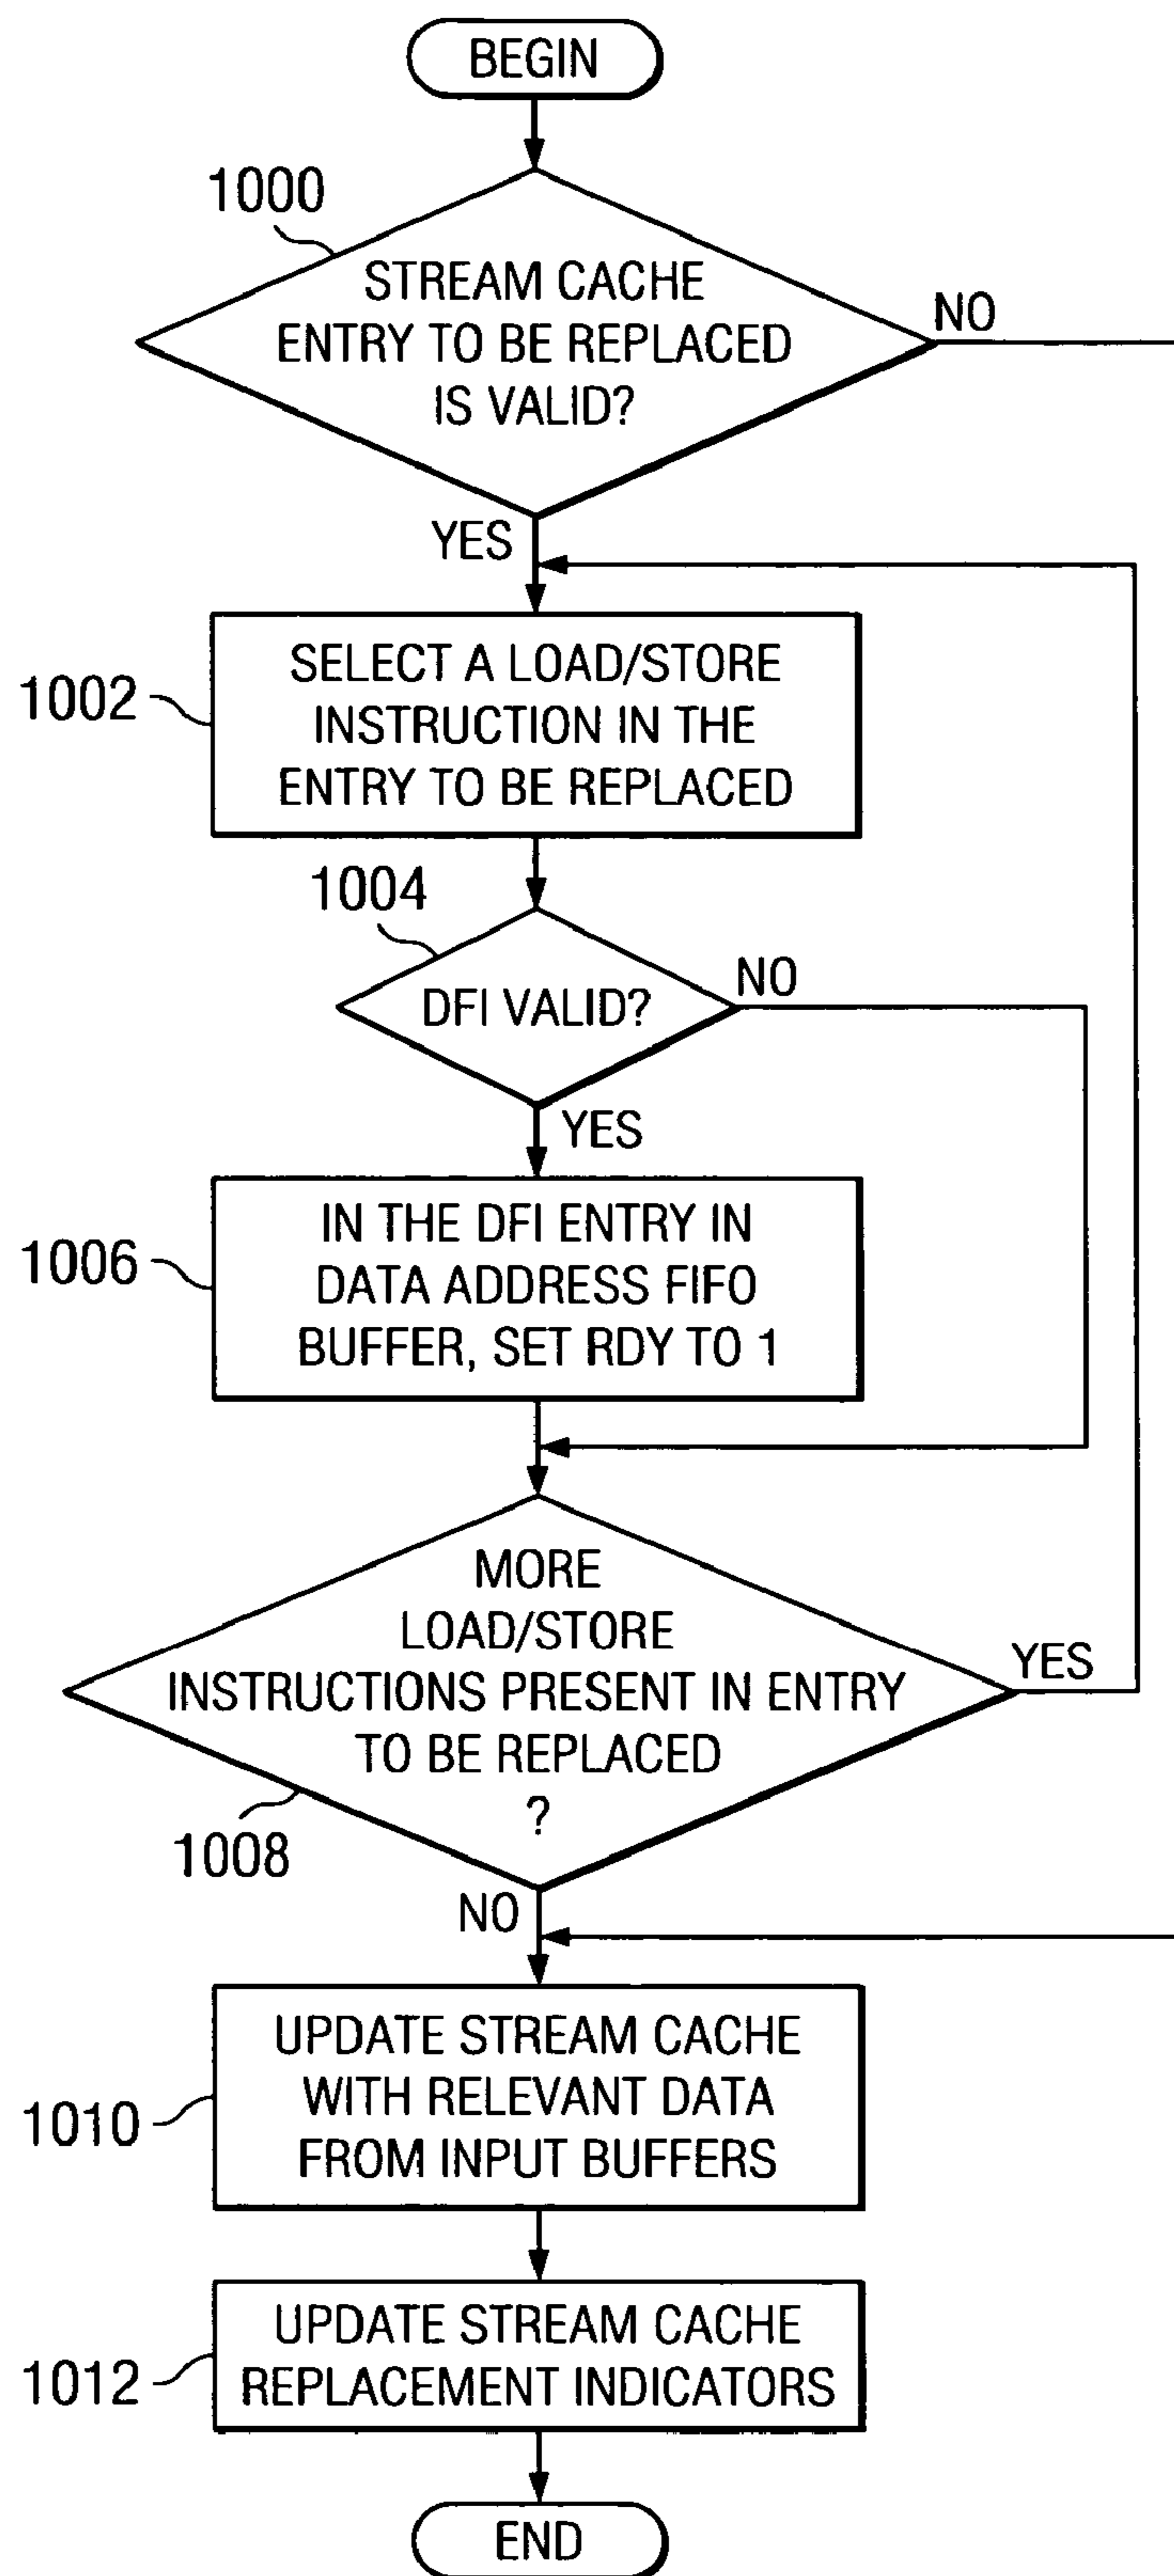 BEGIN
1000
STREAM CACHE
ENTRY TO BE REPLACED
IS VALID?
NO
YES
1002
SELECT A LOAD/STORE
INSTRUCTION IN THE
ENTRY TO BE REPLACED
1004
DFI VALID?
NO
YES
1006
IN THE DFI ENTRY IN
DATA ADDRESS FIFO
BUFFER, SET RDY TO 1
MORE
LOAD/STORE
INSTRUCTIONS PRESENT IN ENTRY
TO BE REPLACED
?
YES
1008
NO
1010
UPDATE STREAM CACHE
WITH RELEVANT DATA
FROM INPUT BUFFERS
1012
UPDATE STREAM CACHE
REPLACEMENT INDICATORS
END